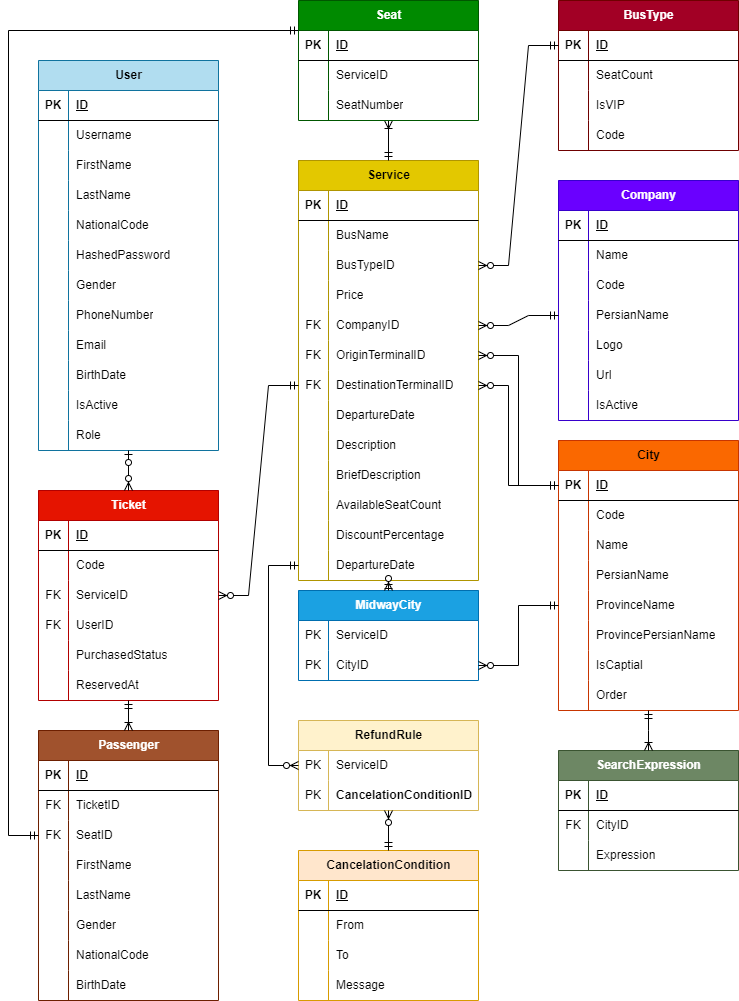 Seat
PK ID
ServiceID
SeatNumber
BusType
PK ID
SeatCount
IsVIP
Code
User
PK ID
Username
FirstName
LastName
NationalCode
HashedPassword
Gender
PhoneNumber
Email
BirthDate
IsActive
Role
Service
PK ID
BusName
BusTypeID
Price
FK CompanyID
FK OriginTerminalID
FK DestinationTerminalID
DepartureDate
Description
BriefDescription
AvailableSeatCount
DiscountPercentage
DepartureDate
Company
PK ID
Name
Code
PersianName
Logo
Url
IsActive
City
PK ID
Code
Name
PersianName
ProvinceName
ProvincePersianName
IsCaptial
Order
Ticket
PK ID
Code
FK ServiceID
FK UserID
PurchasedStatus
ReservedAt
MidwayCity
PK ServiceID
PK CityID
Passenger
PK ID
FK TicketID
FK SeatID
FirstName
LastName
Gender
NationalCode
BirthDate
RefundRule
PK ServiceID
PK CancelationConditionID
SearchExpression
PK ID
FK CityID
Expression
CancelationCondition
PK ID
From
To
Message